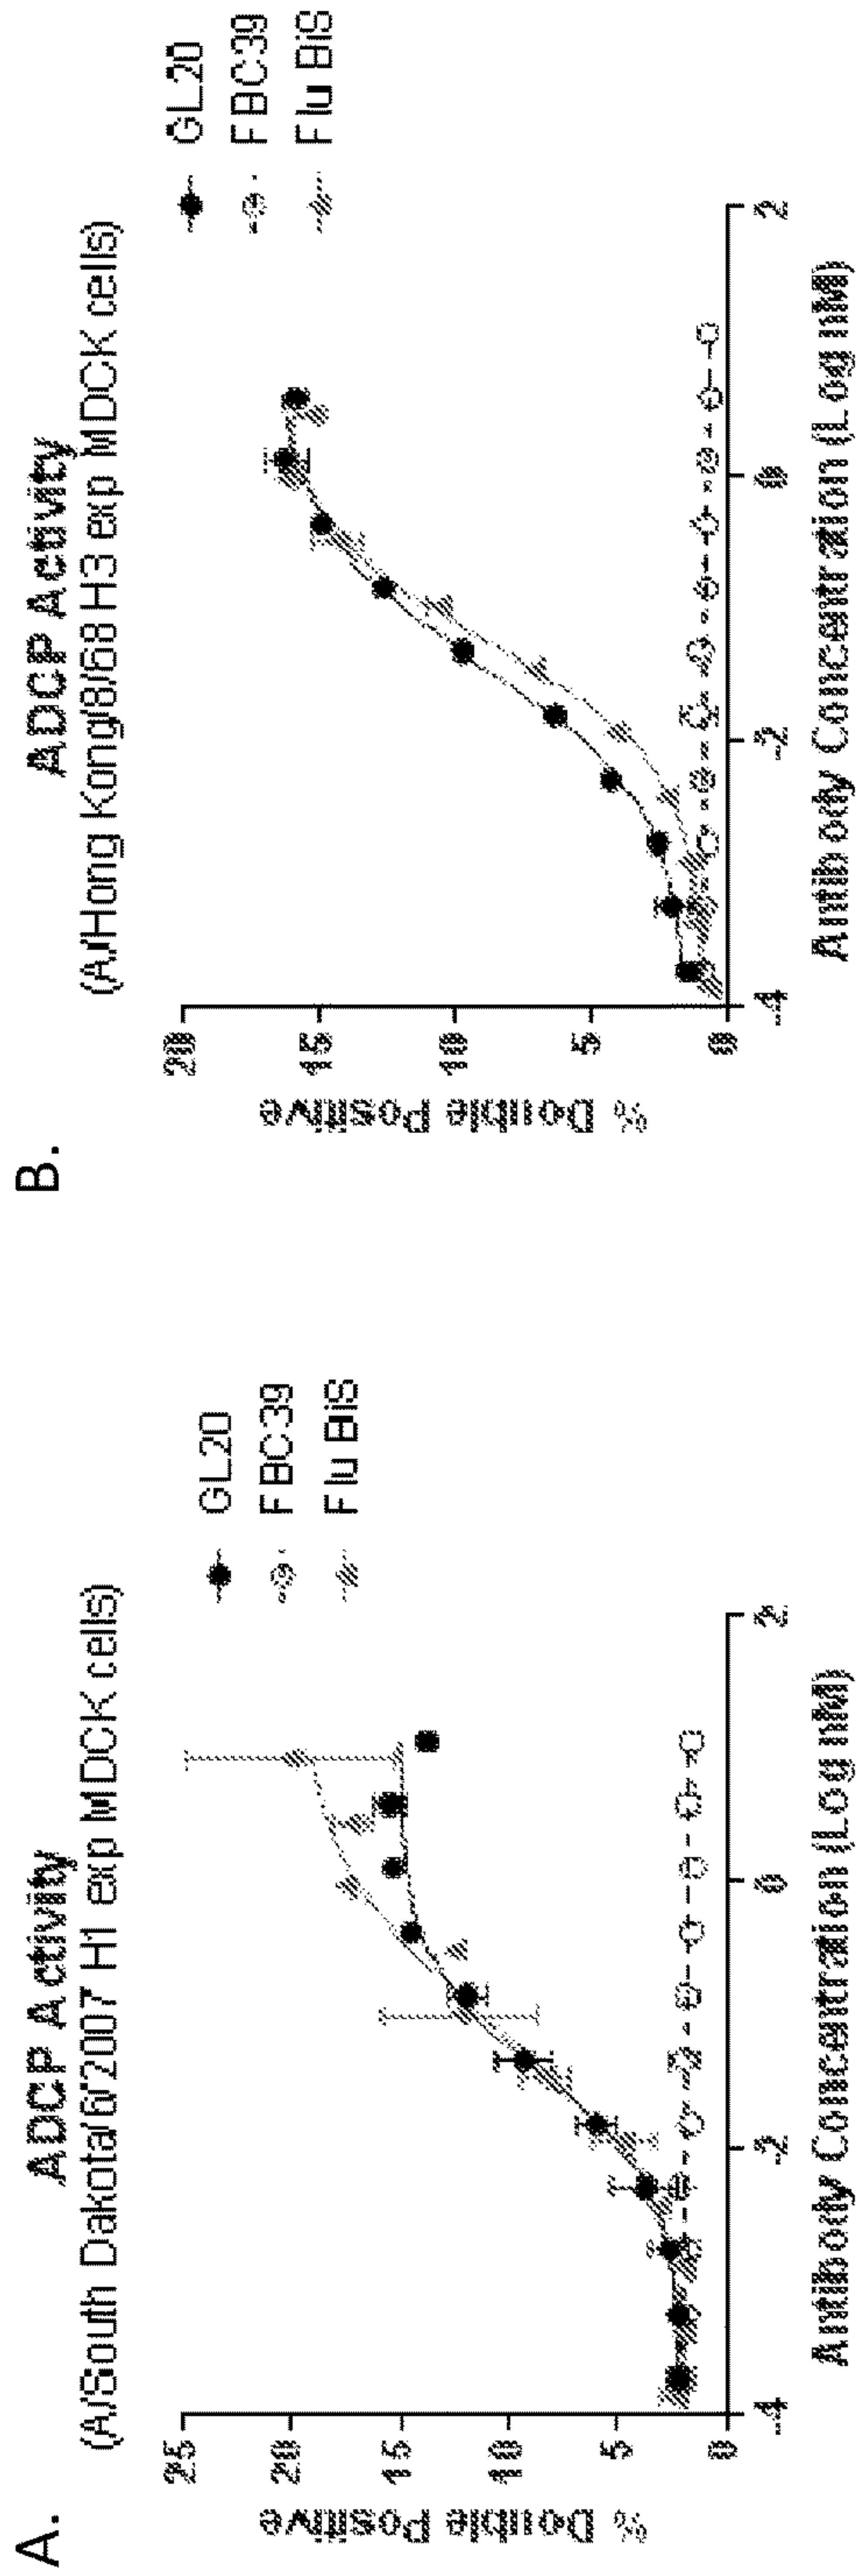 A.
ADCP Activity
(A/South Dakota/6/2007 H1 exp MDCK cells)
GL20
FBC39
Flu BiS
% Double Positive
25
20
15
10
5
0
-4
-2
0
2
Antibody Concentration (Log nM)
B.
ADCP Activity
(A/Hong Kong/8/68 H3 exp MDCK cells)
GL20
FBC39
Flu BiS
% Double Positive
20
15
10
5
0
-4
-2
0
2
Antibody Concentration (Log nM)